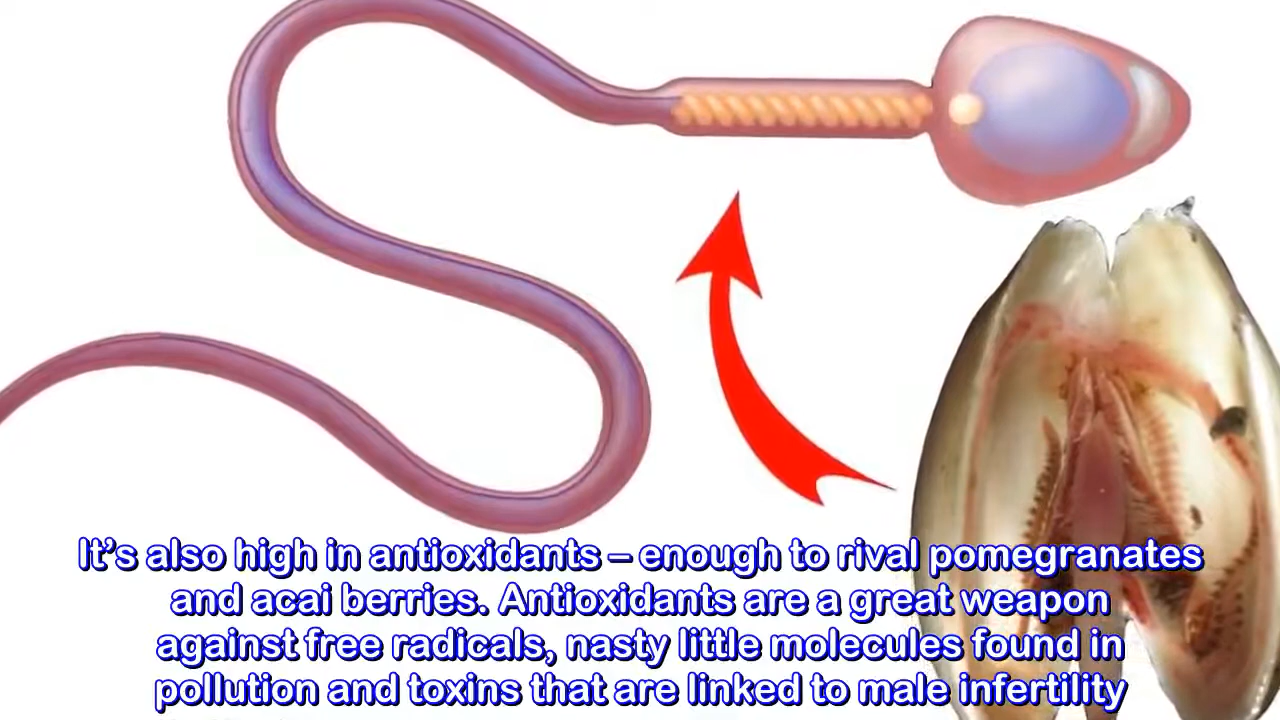 It’s also high in antioxidants – enough to rival pomegranates
and acai berries. Antioxidants are a great weapon
against free radicals, nasty little molecules found in
pollution and toxins that are linked to male infertility